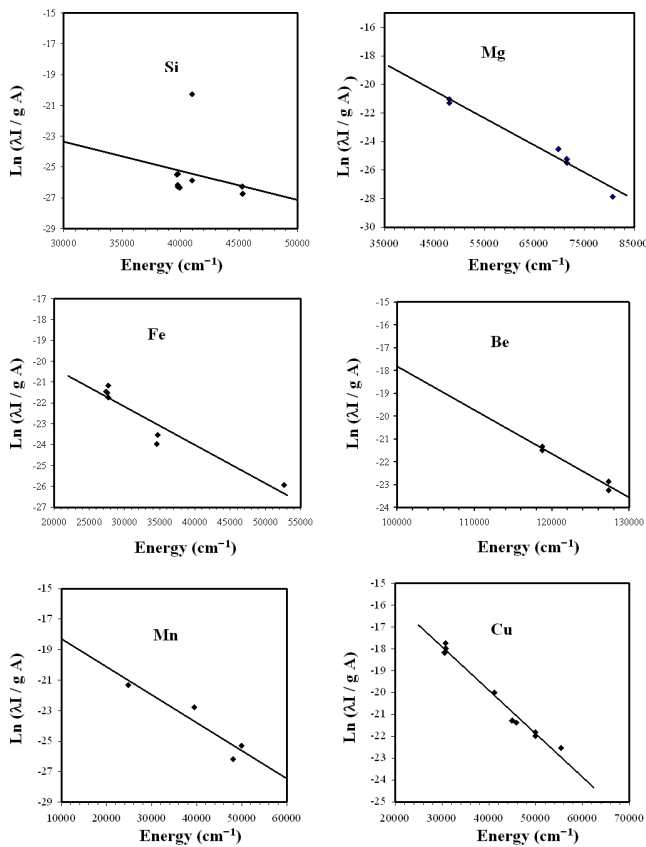 Si
Ln (λI / g A)
-15
-17
-19
-21
-23
-25
-27
-29
30000 35000 40000 45000 50000
Energy (cm⁻¹)
Mg
Ln (λI / g A) )
-16
-18
-20
-22
-24
-26
-28
-30
35000 45000 55000 65000 75000 85000
Energy (cm⁻¹)
Fe
Ln (λI / g A)
-17
-18
-19
-20
-21
-22
-23
-24
-25
-26
-27
20000 25000 30000 35000 40000 45000 50000 55000
Energy (cm⁻¹)
Be
Ln (λI / g A)
-15
-16
-17
-18
-19
-20
-21
-22
-23
-24
100000 110000 120000 130000
Energy (cm⁻¹)
Mn
Ln (λI / g A)
-15
-17
-19
-21
-23
-25
-27
-29
10000 20000 30000 40000 50000 60000
Energy (cm⁻¹)
Cu
Ln (λI / g A)
-15
-16
-17
-18
-19
-20
-21
-22
-23
-24
-25
20000 30000 40000 50000 60000 70000
Energy (cm⁻¹)